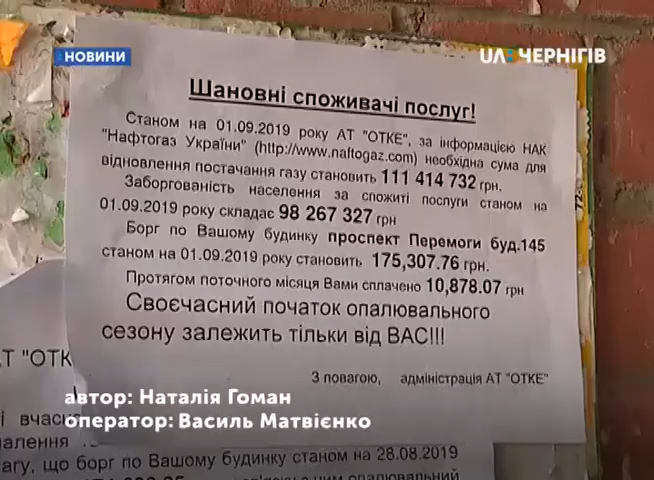 НОВИНИ
UA: ЧЕРНІГІВ
Шановні споживачі послуг!
Станом на 01.09.2019 року АТ "ОТКЕ", за інформацією НАК
"Нафтогаз України" (http://www.naftogaz.com) необхідна сума для
відновлення постачання газу становить 111 414 732 грн.
Заборгованість населення за спожиті послуги станом на
01.09.2019 року складає 98 267 327 грн
Борг по Вашому будинку проспект Перемоги буд.145
станом на 01.09.2019 року становить 175,307.76 грн.
Протягом поточного місяця Вами сплачено 10,878.07 грн
Своєчасний початок опалювального
сезону залежить тільки від ВАС!!!
З повагою, адміністрація АТ "ОТКЕ"
АТ "ОТК
автор: Наталія Гоман
оператор: Василь Матвієнко
і вчасн
алення
вагу, що борг по Вашому будинку станом на 28.08.2019
опалювальний